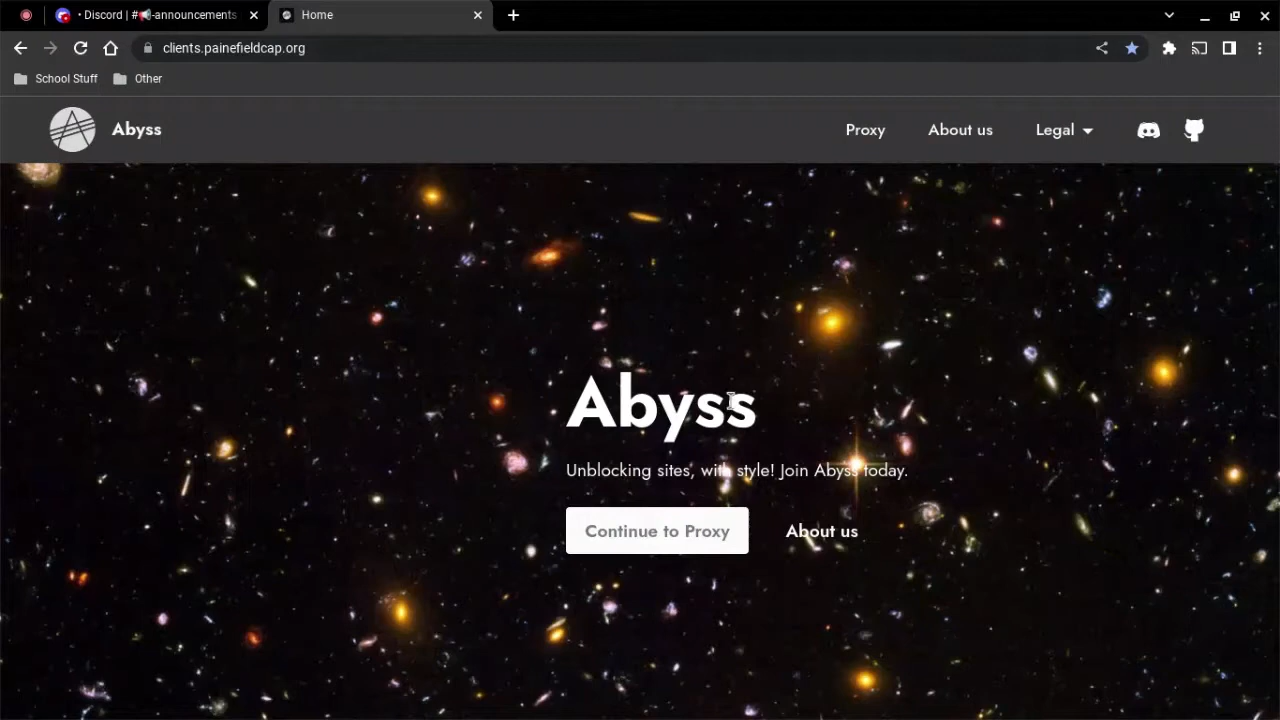 • Discord | #📢-announcements
Home
clients.painefieldcap.org
School Stuff
Other
Abyss
Proxy
About us
Legal
Abyss
Unblocking sites, with style! Join Abyss today.
Continue to Proxy
About us